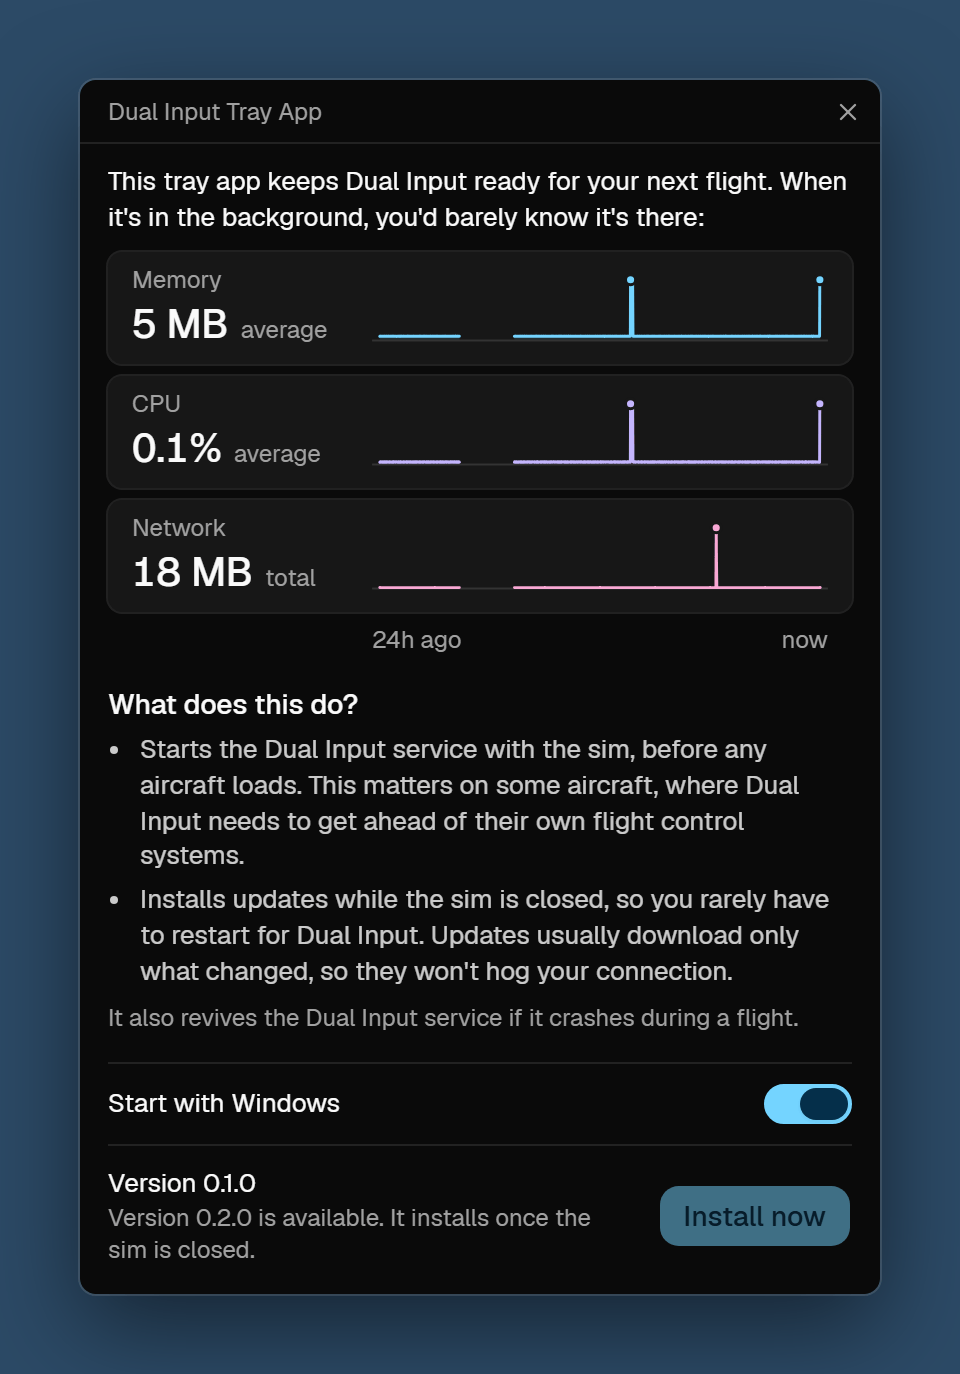 Dual Input Tray App
This tray app keeps Dual Input ready for your next flight. When
it's in the background, you'd barely know it's there:
Memory
5 MB average
CPU
0.1% average
Network
18 MB total
24h ago now
What does this do?
• Starts the Dual Input service with the sim, before any
aircraft loads. This matters on some aircraft, where Dual
Input needs to get ahead of their own flight control
systems.
• Installs updates while the sim is closed, so you rarely have
to restart for Dual Input. Updates usually download only
what changed, so they won't hog your connection.
It also revives the Dual Input service if it crashes during a flight.
Start with Windows
Version 0.1.0
Version 0.2.0 is available. It installs once the
sim is closed.
Install now